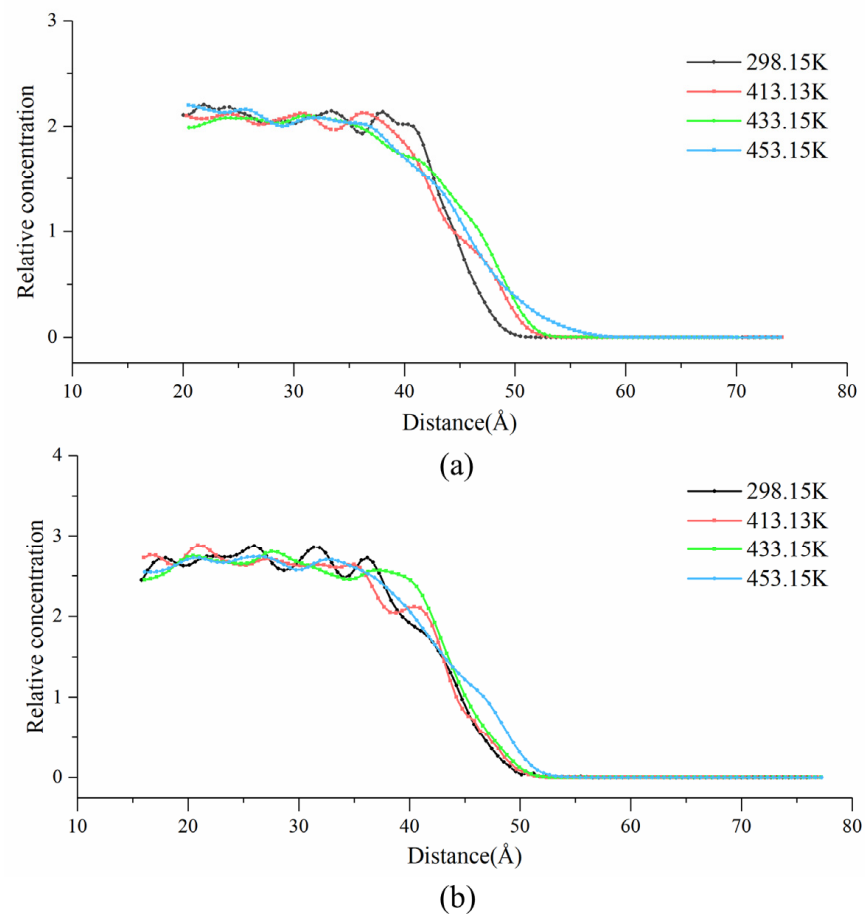 3
2
1
0
Relative concentration
298.15K
413.13K
433.15K
453.15K
10 20 30 40 50 60 70 80
Distance(Å)
(a)
4
3
2
1
0
Relative concentration
298.15K
413.13K
433.15K
453.15K
10 20 30 40 50 60 70 80
Distance(Å)
(b)